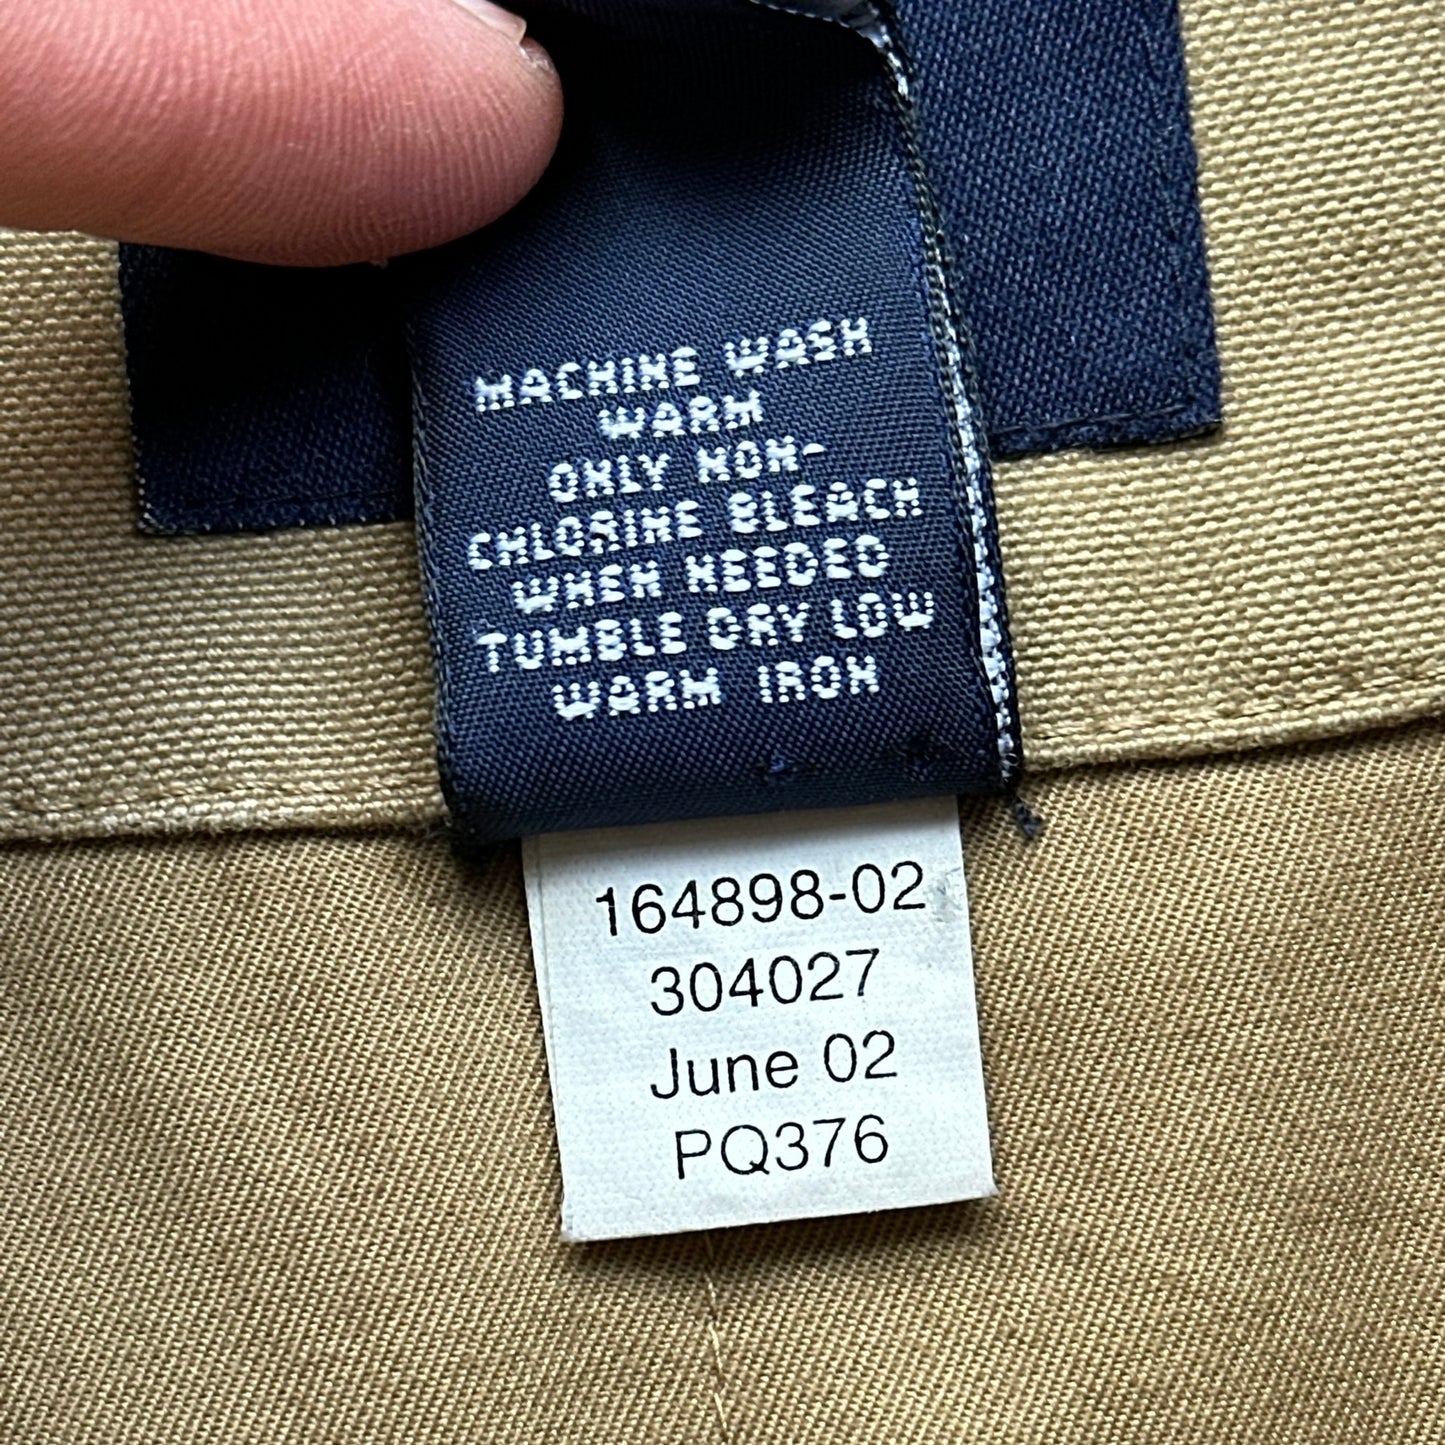 MACHINE WASH
WARM
ONLY NON-
CHLORINE BLEACH
WHEN NEEDED
TUMBLE DRY LOW
WARM IRON
164898-02
304027
June 02
PQ376